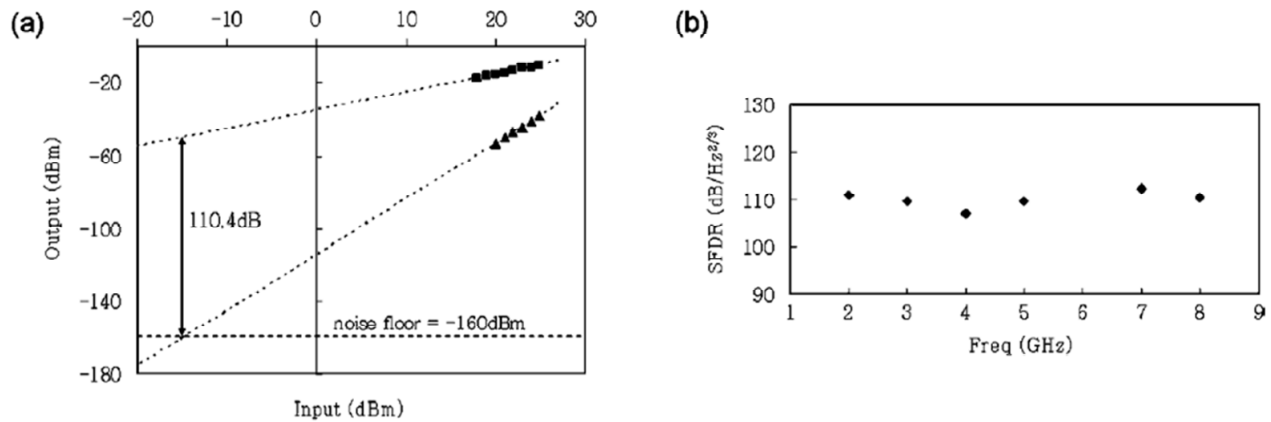 (a)
-20 -10 0 10 20 30
-20
-60
-100
-140
-180
Output (dBm)
110.4dB
noise floor = -160dBm
Input (dBm)
(b)
130
120
110
100
90
SFDR (dB/Hz^2/3)
1 2 3 4 5 6 7 8 9
Freq (GHz)